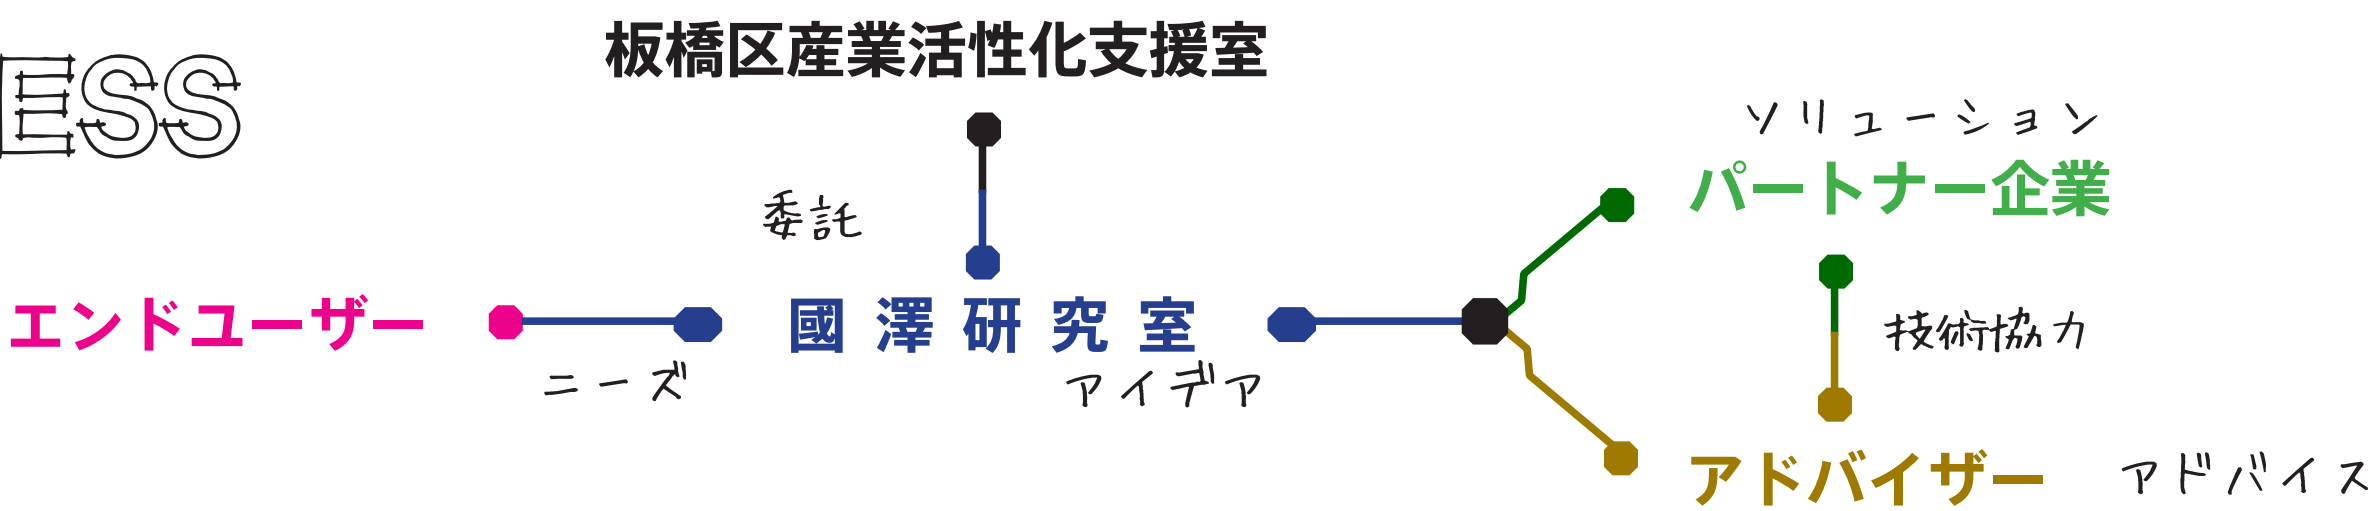 ESS
板橋区産業活性化支援室
ソリューション
パートナー企業
委託
エンドユーザー
國澤研究室
ニーズ
アイデア
技術協力
アドバイザー
アドバイス